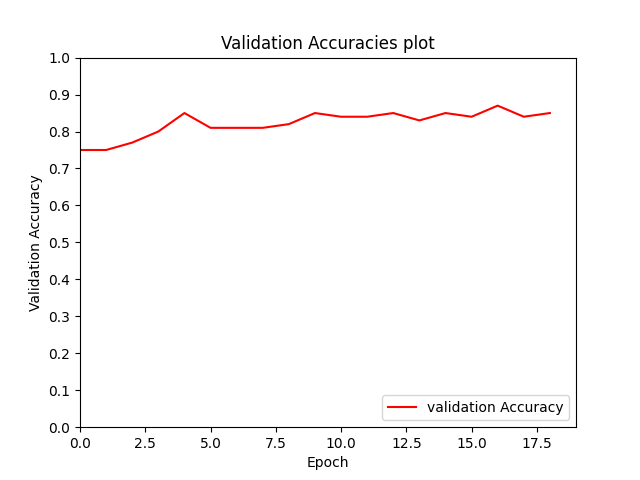 Validation Accuracies plot
1.0
0.9
0.8
0.7
0.6
0.5
0.4
0.3
0.2
0.1
0.0
Validation Accuracy
validation Accuracy
0.0 2.5 5.0 7.5 10.0 12.5 15.0 17.5
Epoch